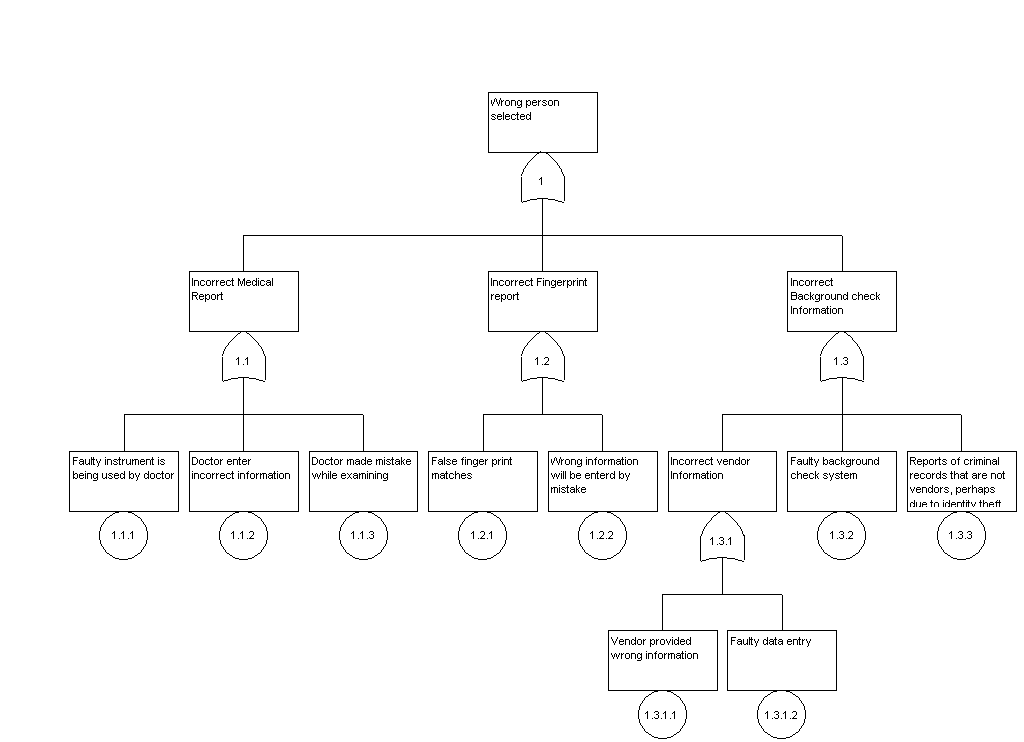 Wrong person
selected
1
Incorrect Medical
Report
Incorrect Fingerprint
report
Incorrect
Background check
Information
1.1
1.2
1.3
Faulty instrument is
being used by doctor
Doctor enter
incorrect information
Doctor made mistake
while examining
False finger print
matches
Wrong information
will be enterd by
mistake
Incorrect vendor
Information
Faulty background
check system
Reports of criminal
records that are not
vendors, perhaps
due to identity theft
1.1.1
1.1.2
1.1.3
1.2.1
1.2.2
1.3.1
1.3.2
1.3.3
Vendor provided
wrong information
Faulty data entry
1.3.1.1
1.3.1.2